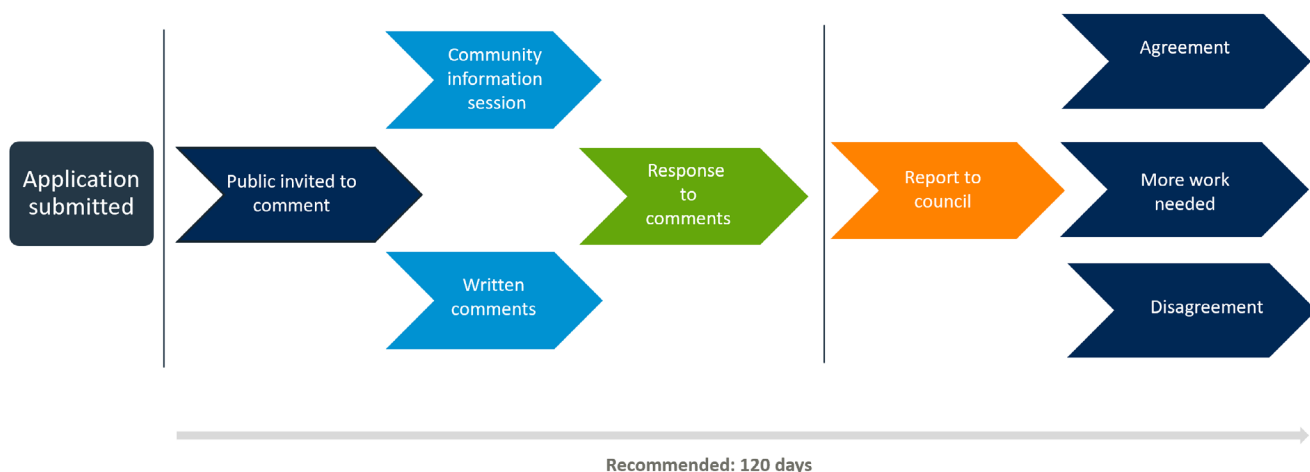 Application
submitted
Public invited to
comment
Community
information
session
Written
comments
Response
to
comments
Report to
council
Agreement
More work
needed
Disagreement
Recommended: 120 days